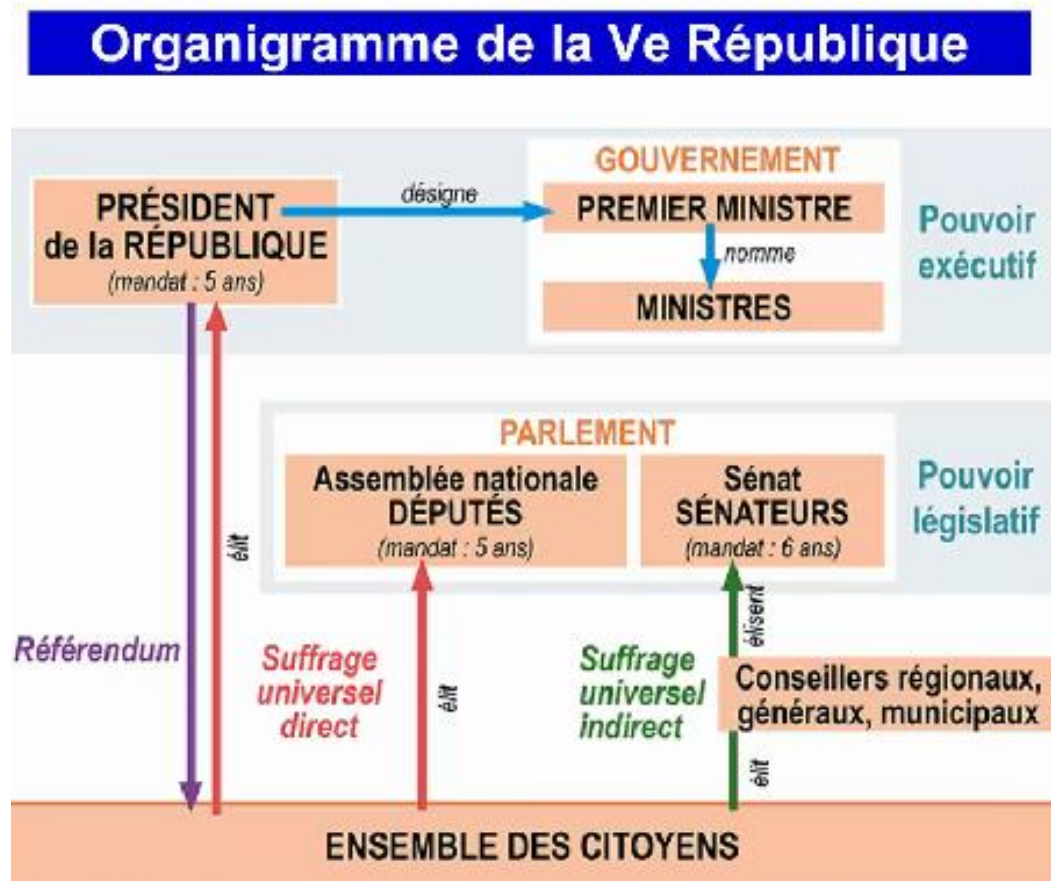 Organigramme de la Ve République
PRÉSIDENT
de la RÉPUBLIQUE
(mandat : 5 ans)
désigne
GOUVERNEMENT
PREMIER MINISTRE
nomme
MINISTRES
Pouvoir
exécutif
PARLEMENT
Assemblée nationale
DÉPUTÉS
(mandat : 5 ans)
Sénat
SÉNATEURS
(mandat : 6 ans)
Pouvoir
législatif
Référendum
élit
Suffrage
universel
direct
élit
Suffrage
universel
indirect
élisent
Conseillers régionaux,
généraux, municipaux
élit
ENSEMBLE DES CITOYENS